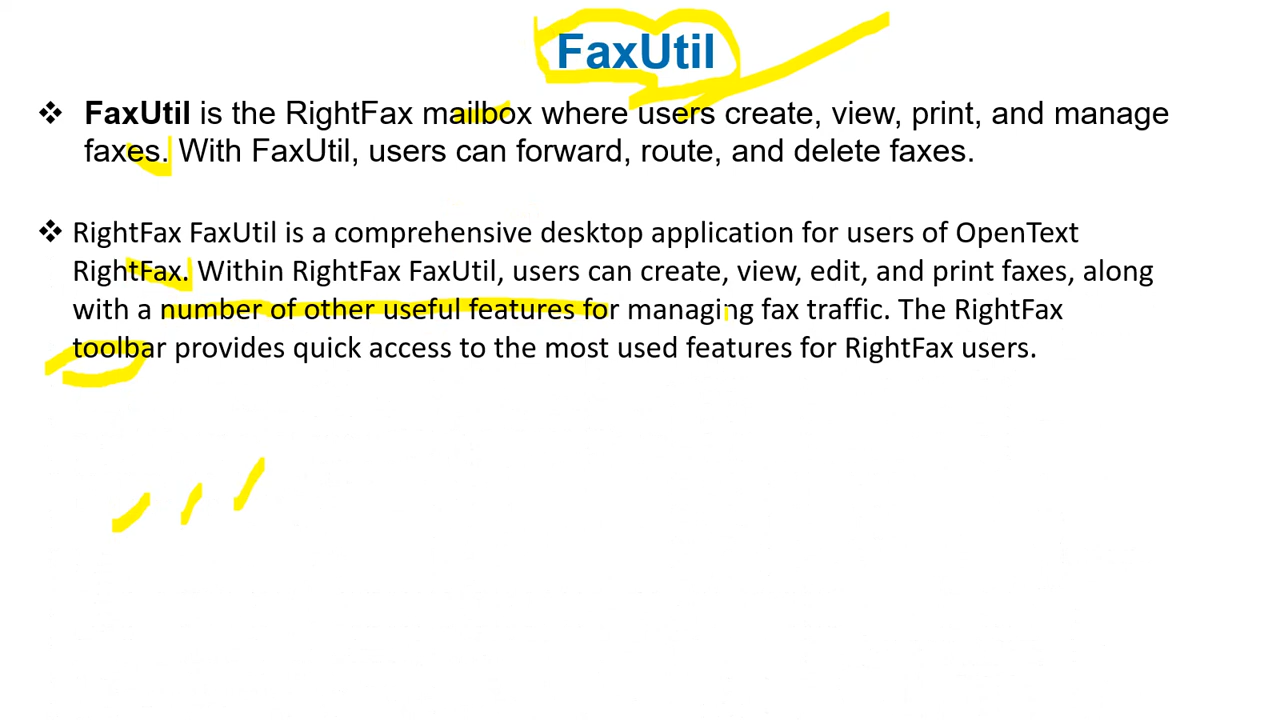 FaxUtil
❖ FaxUtil is the RightFax mailbox where users create, view, print, and manage
faxes. With FaxUtil, users can forward, route, and delete faxes.
❖ RightFax FaxUtil is a comprehensive desktop application for users of OpenText
RightFax. Within RightFax FaxUtil, users can create, view, edit, and print faxes, along
with a number of other useful features for managing fax traffic. The RightFax
toolbar provides quick access to the most used features for RightFax users.